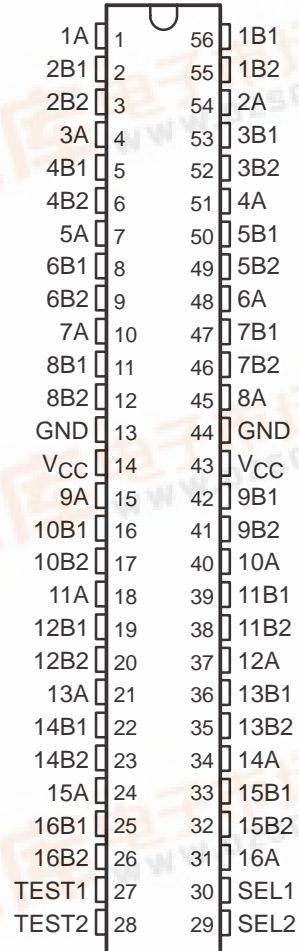 1A 1 56 1B1
2B1 2 55 1B2
2B2 3 54 2A
3A 4 53 3B1
4B1 5 52 3B2
4B2 6 51 4A
5A 7 50 5B1
6B1 8 49 5B2
6B2 9 48 6A
7A 10 47 7B1
8B1 11 46 7B2
8B2 12 45 8A
GND 13 44 GND
VCC 14 43 VCC
9A 15 42 9B1
10B1 16 41 9B2
10B2 17 40 10A
11A 18 39 11B1
12B1 19 38 11B2
12B2 20 37 12A
13A 21 36 13B1
14B1 22 35 13B2
14B2 23 34 14A
15A 24 33 15B1
16B1 25 32 15B2
16B2 26 31 16A
TEST1 27 30 SEL1
TEST2 28 29 SEL2